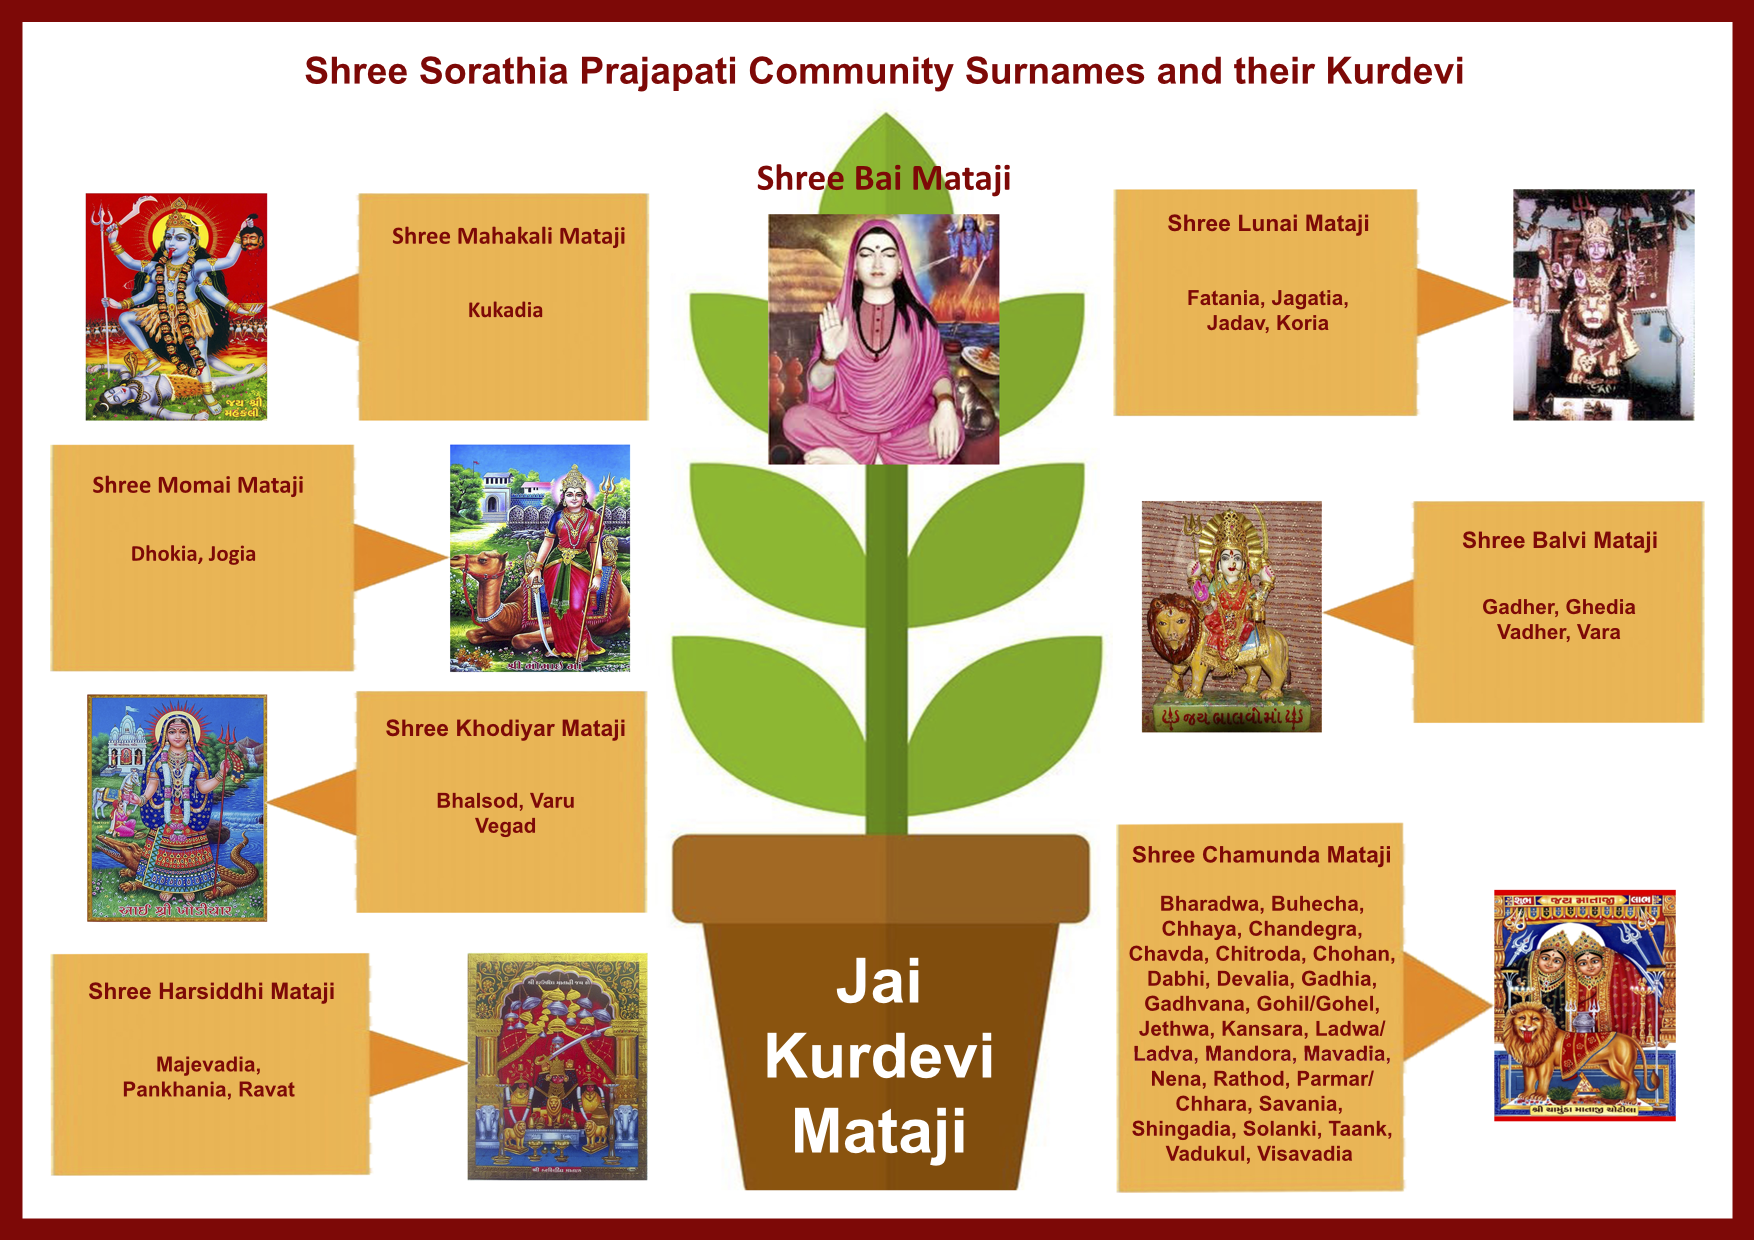 Shree Sorathia Prajapati Community Surnames and their Kurdevi
Shree Bai Mataji
Shree Mahakali Mataji
Kukadia
જય શ્રી
મહાકાલી
Shree Momai Mataji
Dhokia, Jogia
શ્રી મોમાઈ માઁ
Shree Khodiyar Mataji
Bhalsod, Varu
Vegad
આઈ શ્રી ખોડીયાર
Shree Harsiddhi Mataji
Majevadia,
Pankhania, Ravat
Shree Lunai Mataji
Fatania, Jagatia,
Jadav, Koria
Shree Balvi Mataji
Gadher, Ghedia
Vadher, Vara
જય બાલવી માં
Shree Chamunda Mataji
Bharadwa, Buhecha,
Chhaya, Chandegra,
Chavda, Chitroda, Chohan,
Dabhi, Devalia, Gadhia,
Gadhvana, Gohil/Gohel,
Jethwa, Kansara, Ladwa/
Ladva, Mandora, Mavadia,
Nena, Rathod, Parmar/
Chhara, Savania,
Shingadia, Solanki, Taank,
Vadukul, Visavadia
શુભ જય માતાજી લાભ
શ્રી ચામુંડા માતાજી ચોટીલા
Jai
Kurdevi
Mataji